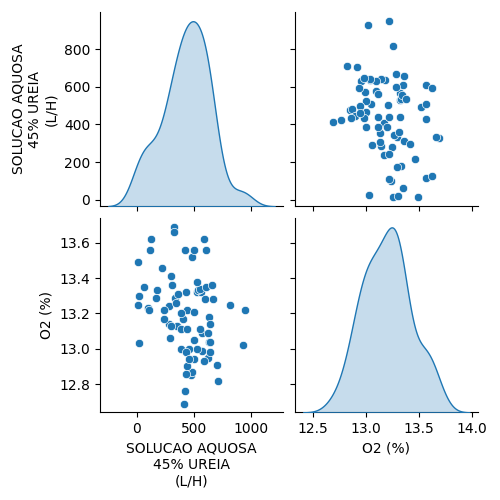 SOLUCAO AQUOSA
45% UREIA
(L/H)
800
600
400
200
0
O2 (%)
13.6
13.4
13.2
13.0
12.8
0 500 1000
SOLUCAO AQUOSA
45% UREIA
(L/H)
12.5 13.0 13.5 14.0
O2 (%)